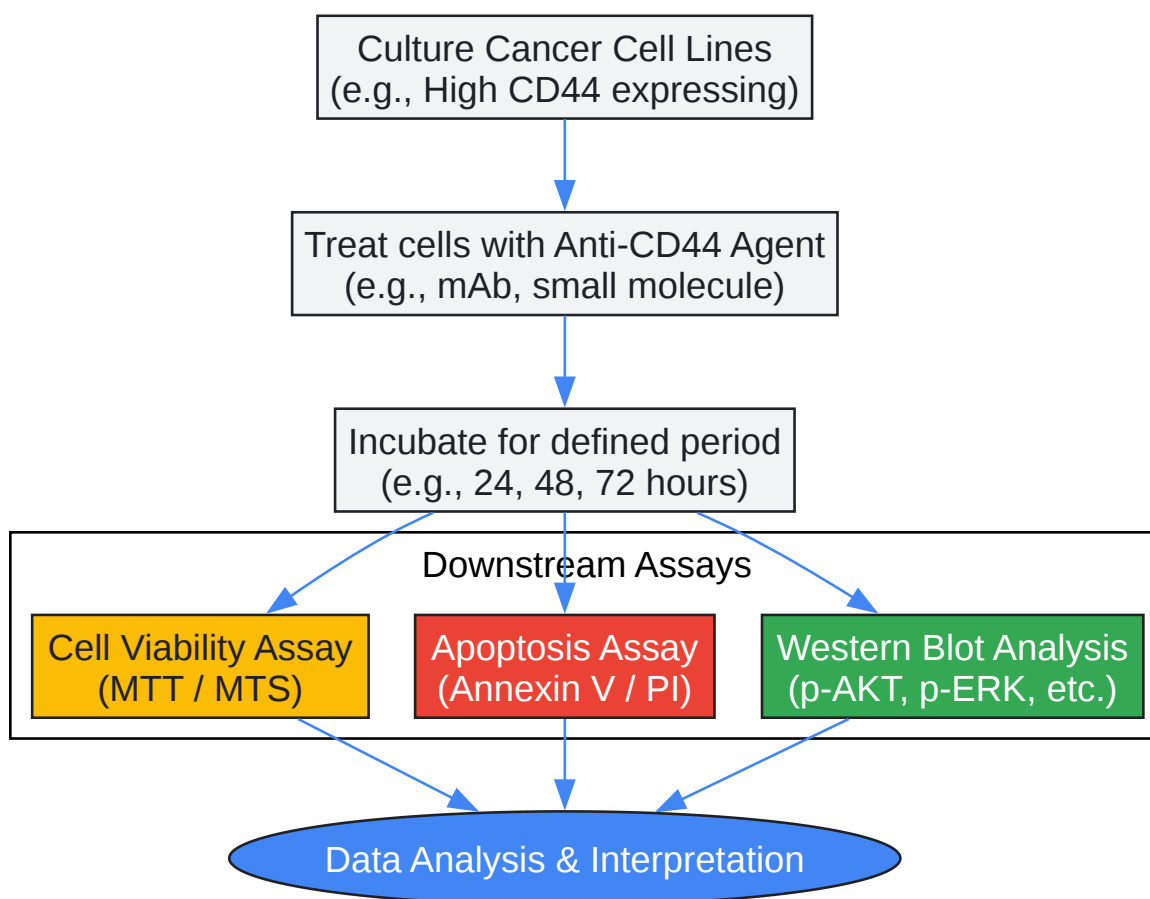 Culture Cancer Cell Lines
(e.g., High CD44 expressing)
Treat cells with Anti-CD44 Agent
(e.g., mAb, small molecule)
Incubate for defined period
(e.g., 24, 48, 72 hours)
Downstream Assays
Cell Viability Assay
(MTT / MTS)
Apoptosis Assay
(Annexin V / PI)
Western Blot Analysis
(p-AKT, p-ERK, etc.)
Data Analysis & Interpretation